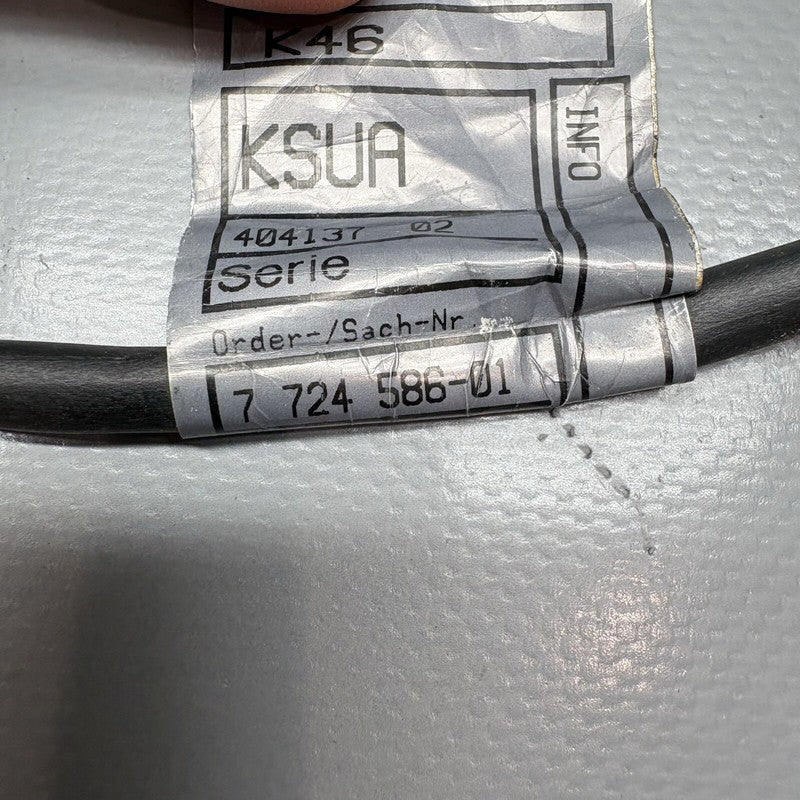 K46
KSUA
INFO
404137 02
Serie
Order-/Sach-Nr.
7 724 586-01